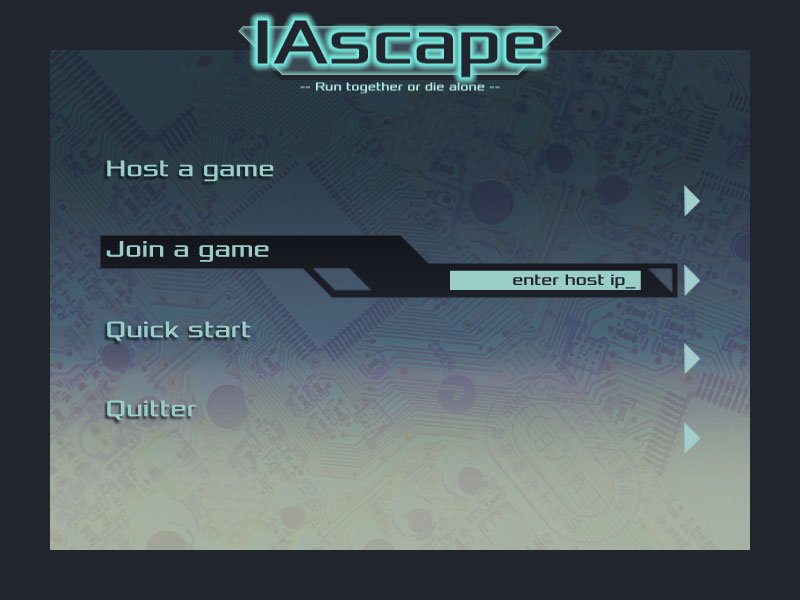 IAscape
-- Run together or die alone --
Host a game
Join a game
enter host ip_
Quick start
Quitter